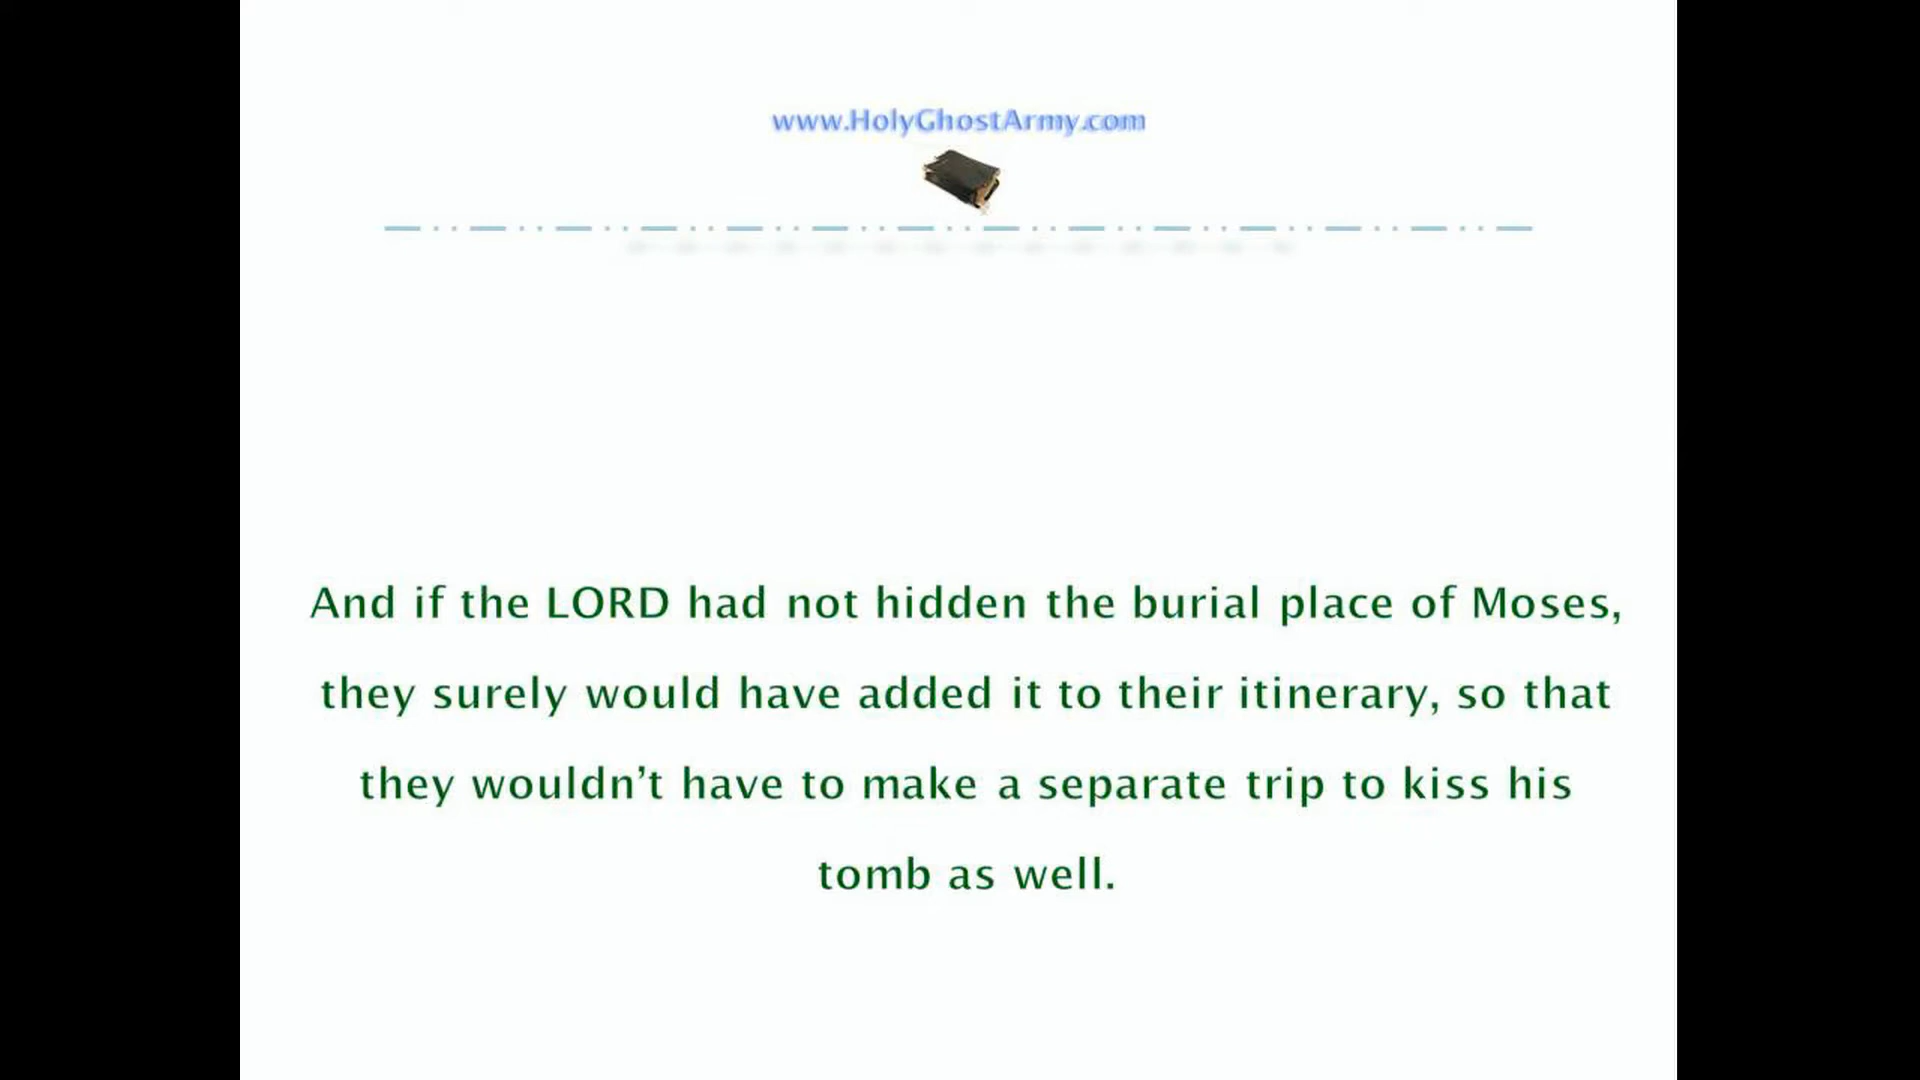 www.HolyGhostArmy.com
And if the LORD had not hidden the burial place of Moses,
they surely would have added it to their itinerary, so that
they wouldn’t have to make a separate trip to kiss his
tomb as well.